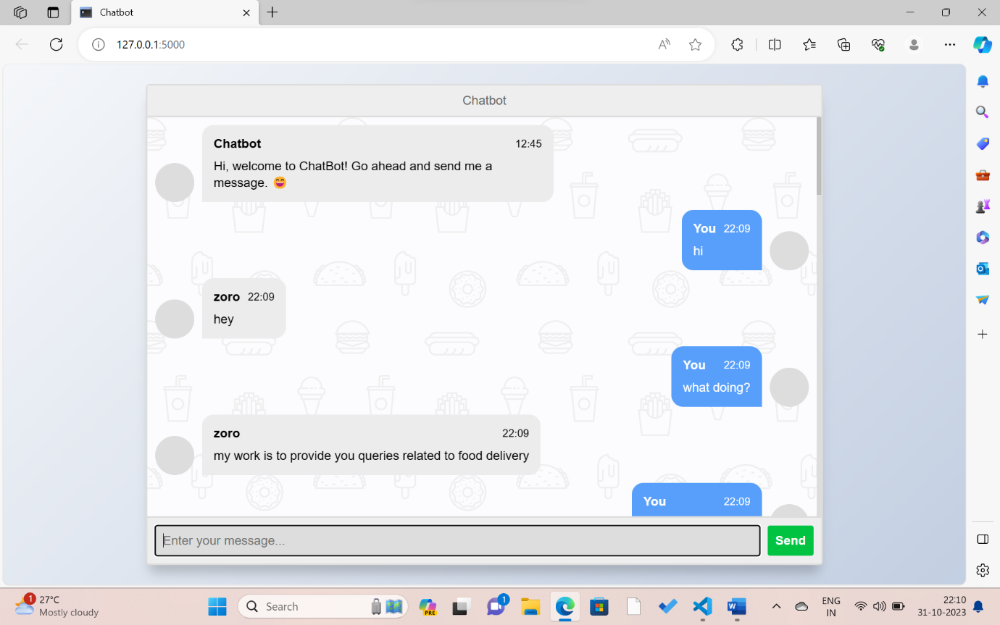 Chatbot
127.0.0.1:5000
Chatbot
Chatbot 12:45
Hi, welcome to ChatBot! Go ahead and send me a
message. 😄
You 22:09
hi
zoro 22:09
hey
You 22:09
what doing?
zoro 22:09
my work is to provide you queries related to food delivery
You 22:09
Enter your message...
Send
1
27°C
Mostly cloudy
Search
PRE
1
ENG
IN
22:10
31-10-2023